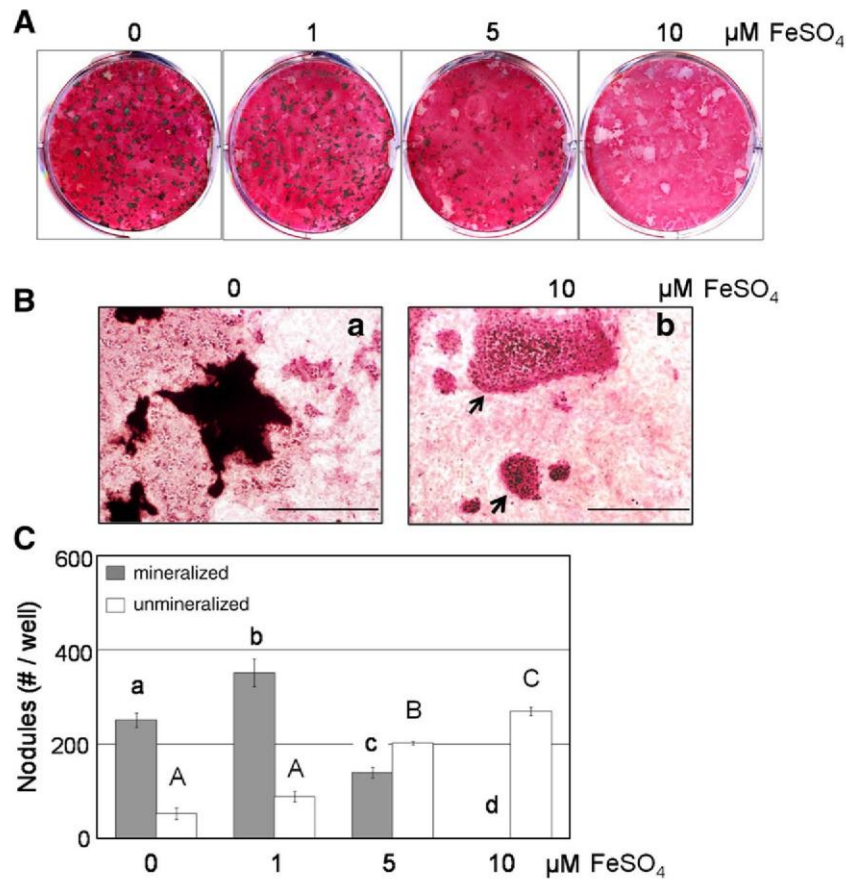 A
0 1 5 10 µM FeSO₄
B
0 10 µM FeSO₄
a b
C
600
400
200
0
Nodules (# / well)
mineralized
unmineralized
a A b A c B d C
0 1 5 10 µM FeSO₄